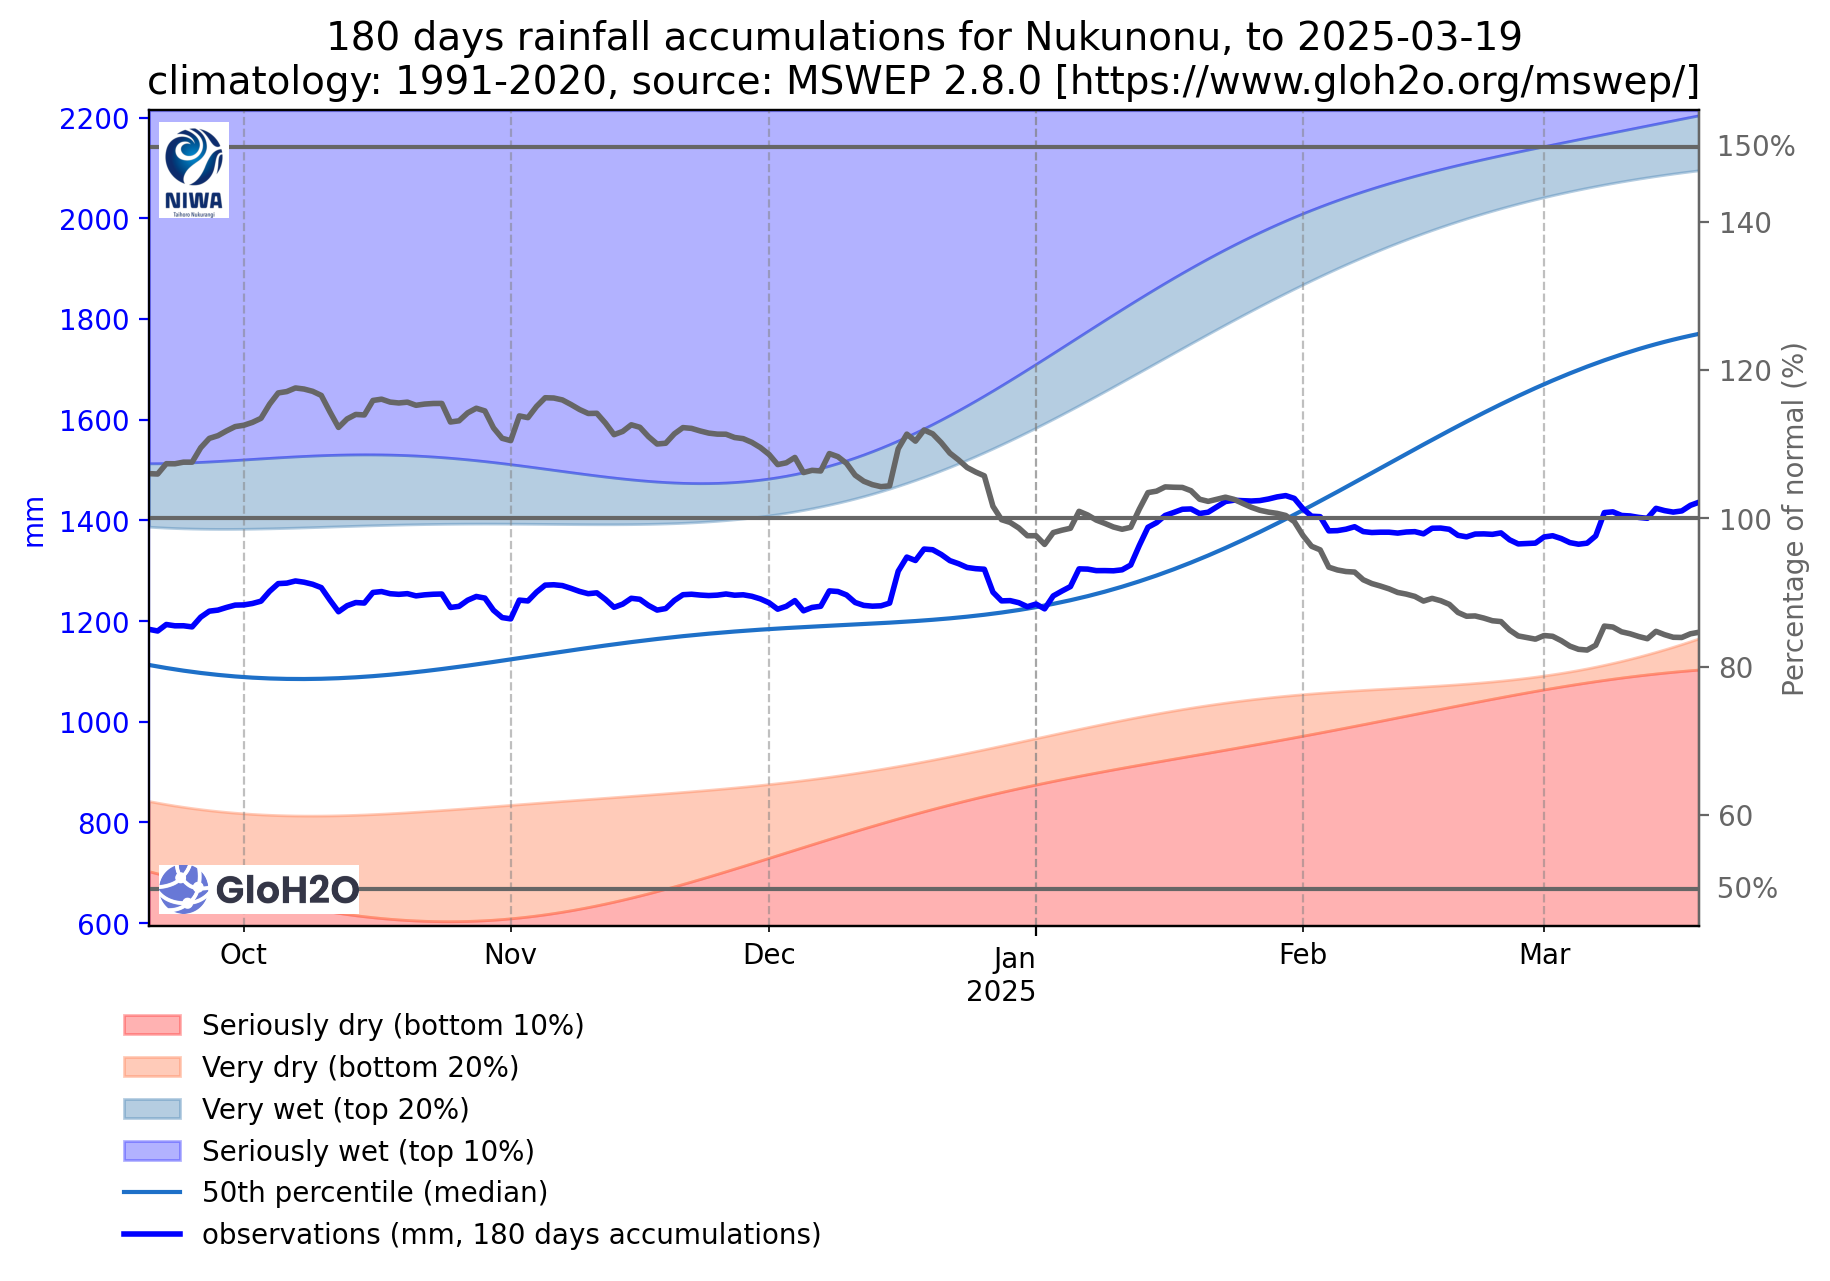 180 days rainfall accumulations for Nukunonu, to 2025-03-19
climatology: 1991-2020, source: MSWEP 2.8.0 [https://www.gloh2o.org/mswep/]
2200
2000
1800
1600
1400
1200
1000
800
600
mm
NIWA
Taihoro Nukurangi
GloH2O
150%
140
120
100
80
60
50%
Percentage of normal (%)
Oct
Nov
Dec
Jan
2025
Feb
Mar
Seriously dry (bottom 10%)
Very dry (bottom 20%)
Very wet (top 20%)
Seriously wet (top 10%)
50th percentile (median)
observations (mm, 180 days accumulations)